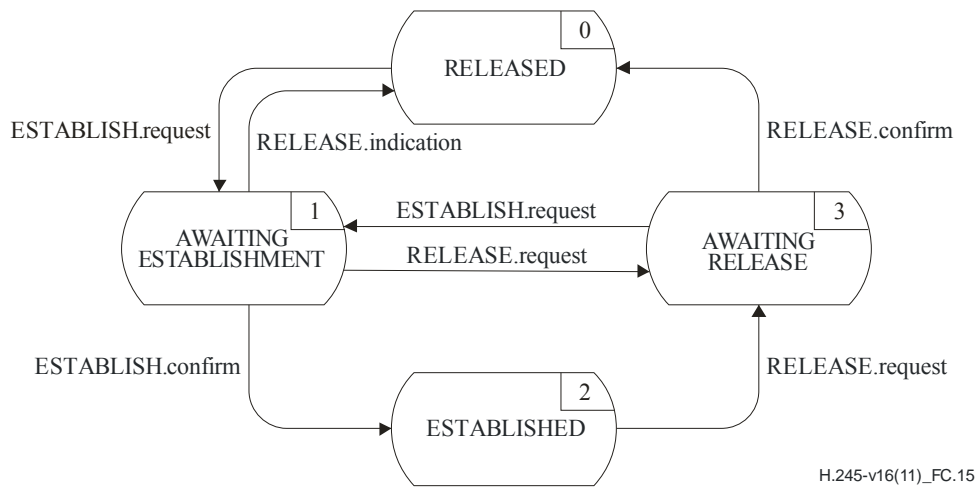 0
RELEASED
ESTABLISH.request
RELEASE.indication
RELEASE.confirm
1
AWAITING
ESTABLISHMENT
ESTABLISH.request
RELEASE.request
3
AWAITING
RELEASE
ESTABLISH.confirm
2
ESTABLISHED
RELEASE.request
H.245-v16(11)_FC.15